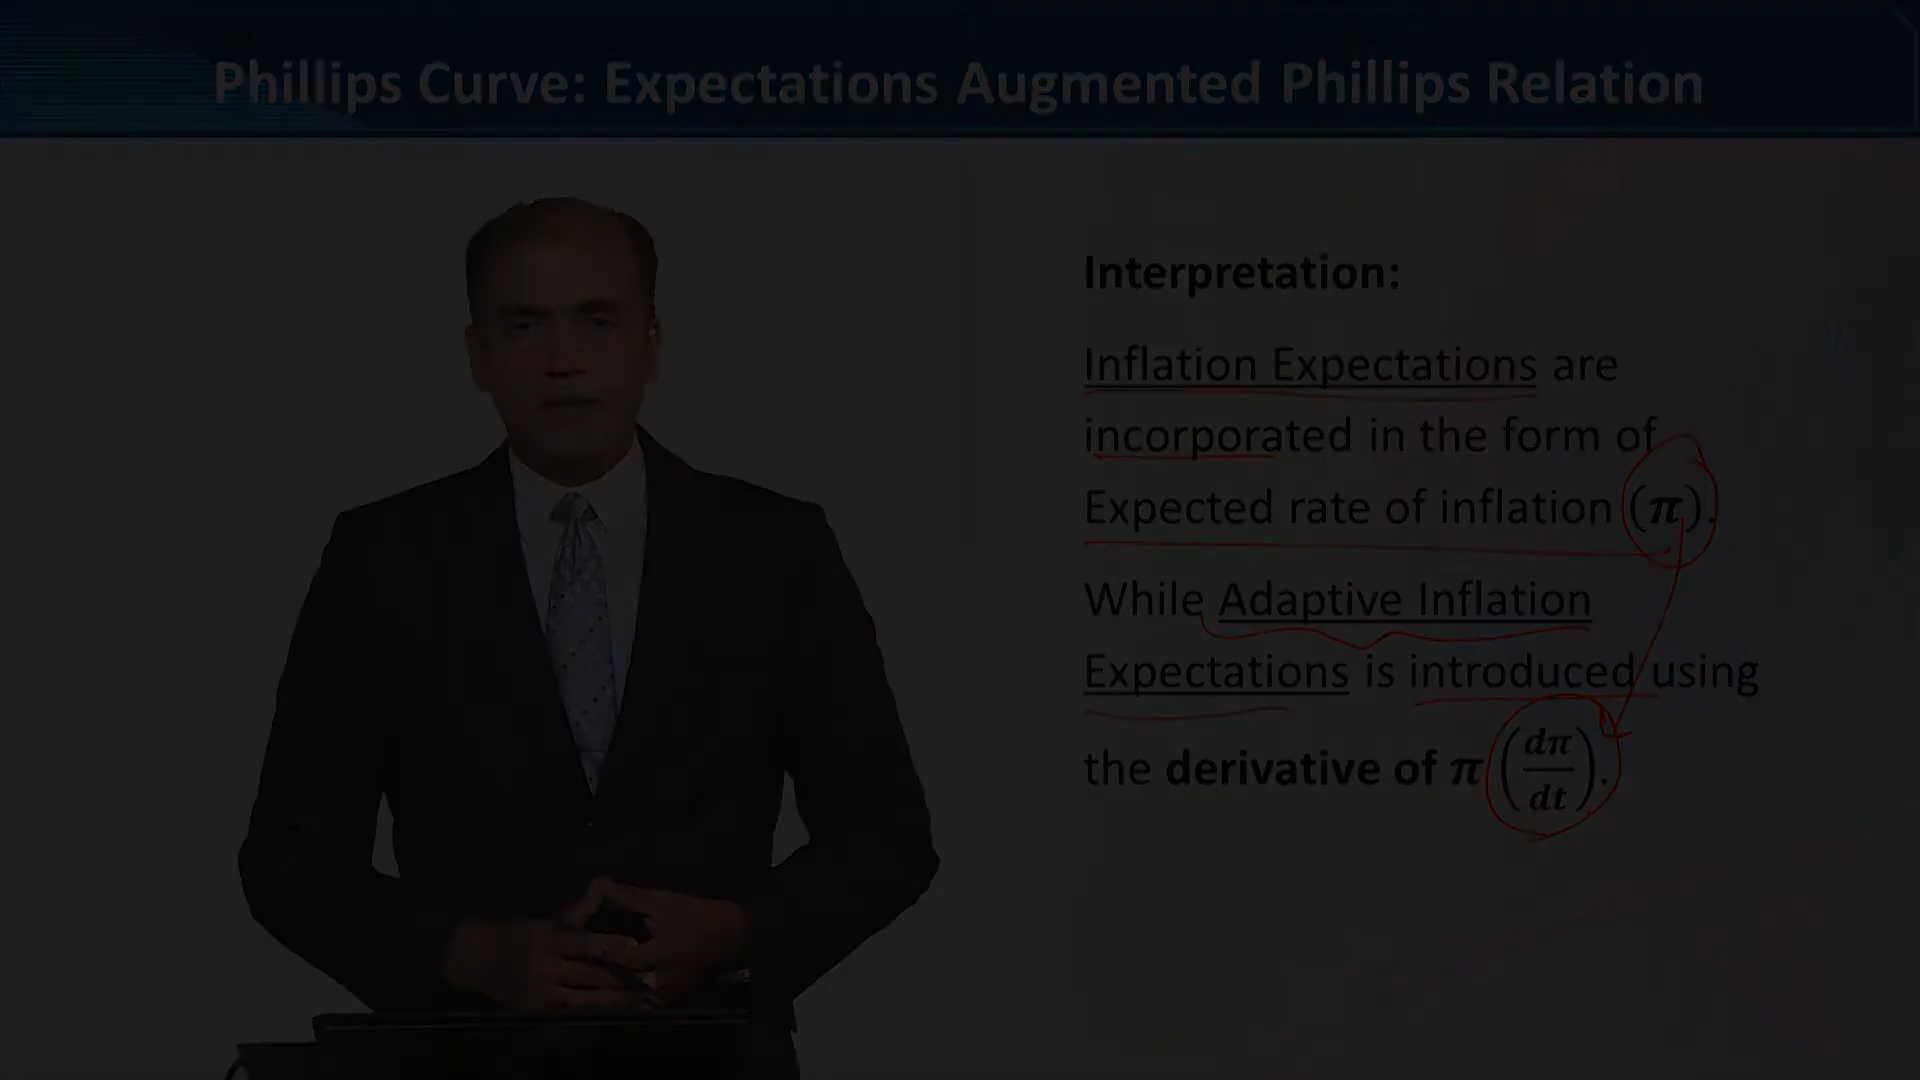 Phillips Curve: Expectations Augmented Phillips Relation
Interpretation:
Inflation Expectations are
incorporated in the form of
Expected rate of inflation (π).
While Adaptive Inflation
Expectations is introduced using
the derivative of π (dπ/dt).